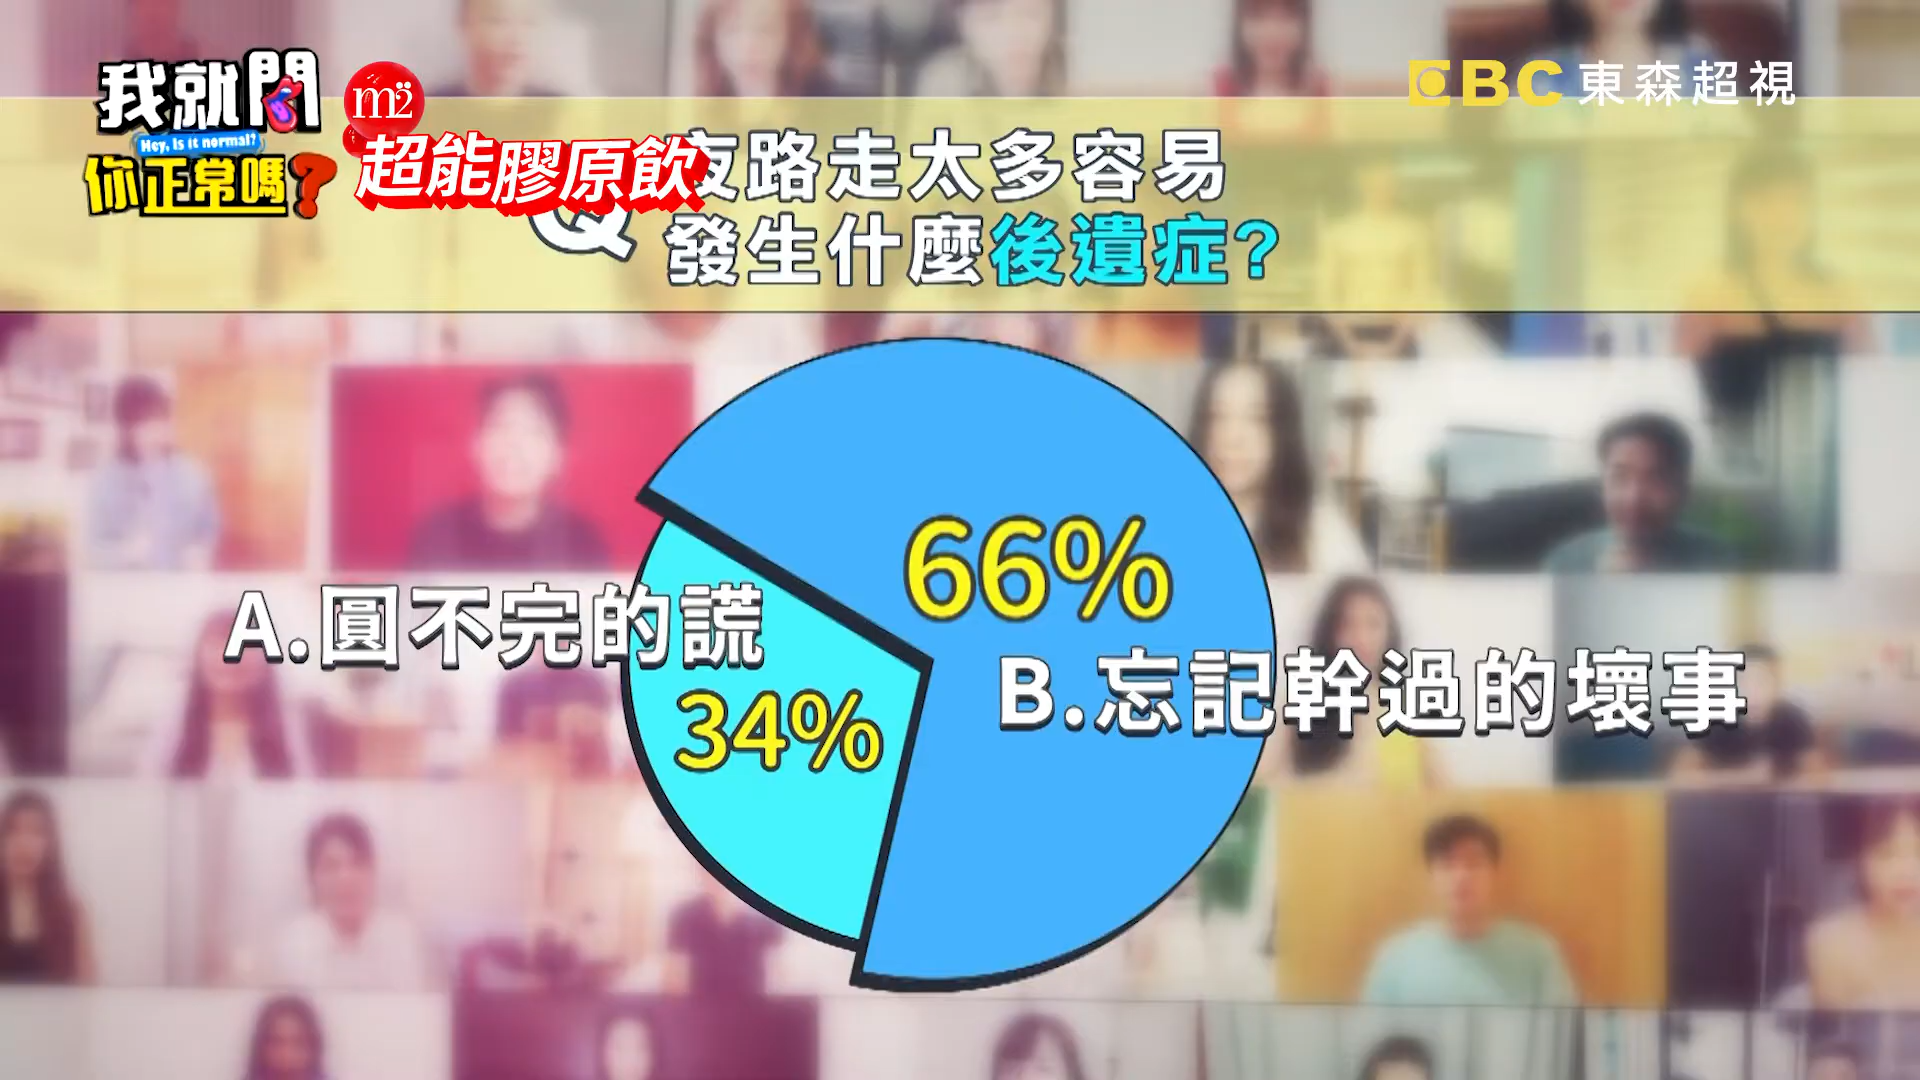 我就問
Hey, is it normal?
你正常嗎?
m2
超能膠原飲
EBC 東森超視
Q 夜路走太多容易
發生什麼後遺症?
66%
A.圓不完的謊
34%
B.忘記幹過的壞事